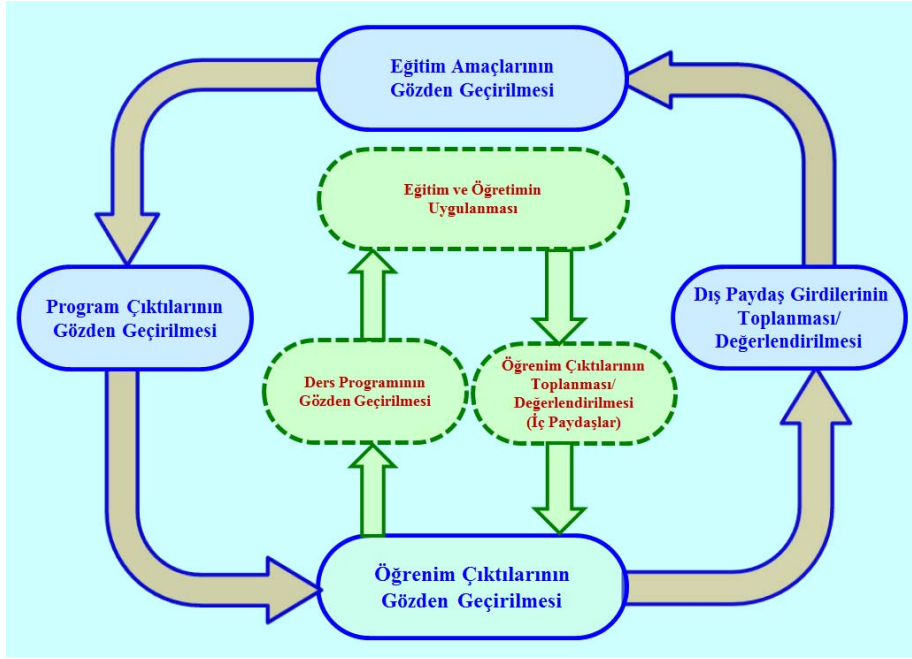 Eğitim Amaçlarının
Gözden Geçirilmesi
Eğitim ve Öğretimin
Uygulanması
Program Çıktılarının
Gözden Geçirilmesi
Dış Paydaş Girdilerinin
Toplanması/
Değerlendirilmesi
Ders Programının
Gözden Geçirilmesi
Öğrenim Çıktılarının
Toplanması/
Değerlendirilmesi
(İç Paydaşlar)
Öğrenim Çıktılarının
Gözden Geçirilmesi